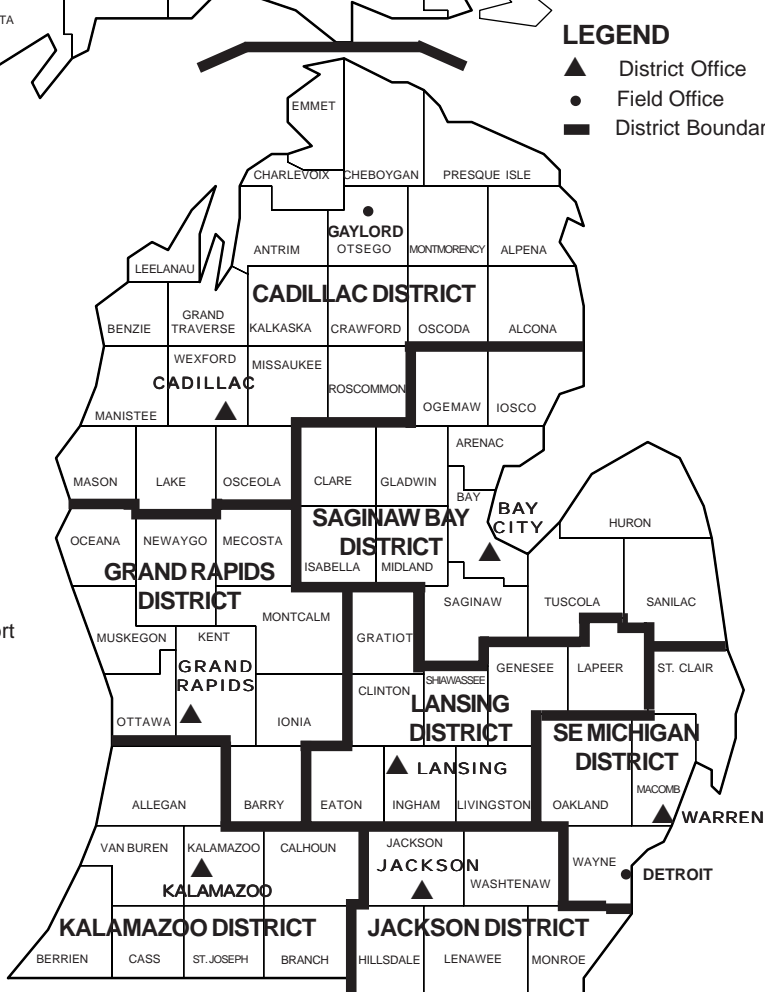 TA
LEGEND
District Office
Field Office
District Boundar
EMMET
CHARLEVOIX
CHEBOYGAN
PRESQUE ISLE
GAYLORD
ANTRIM
OTSEGO
MONTMORENCY
ALPENA
LEELANAU
CADILLAC DISTRICT
BENZIE
GRAND
TRAVERSE
KALKASKA
CRAWFORD
OSCODA
ALCONA
WEXFORD
MISSAUKEE
CADILLAC
ROSCOMMON
MANISTEE
OGEMAW
IOSCO
ARENAC
MASON
LAKE
OSCEOLA
CLARE
GLADWIN
BAY
BAY
CITY
HURON
SAGINAW BAY
DISTRICT
OCEANA
NEWAYGO
MECOSTA
ISABELLA
MIDLAND
GRAND RAPIDS
DISTRICT
SAGINAW
TUSCOLA
SANILAC
MONTCALM
ort
MUSKEGON
KENT
GRATIOT
GRAND
RAPIDS
GENESEE
LAPEER
ST. CLAIR
SHIAWASSEE
CLINTON
LANSING
DISTRICT
OTTAWA
IONIA
SE MICHIGAN
DISTRICT
LANSING
MACOMB
ALLEGAN
BARRY
EATON
INGHAM
LIVINGSTON
OAKLAND
WARREN
VAN BUREN
KALAMAZOO
CALHOUN
JACKSON
JACKSON
WAYNE
KALAMAZOO
WASHTENAW
DETROIT
KALAMAZOO DISTRICT
JACKSON DISTRICT
BERRIEN
CASS
ST. JOSEPH
BRANCH
HILLSDALE
LENAWEE
MONROE